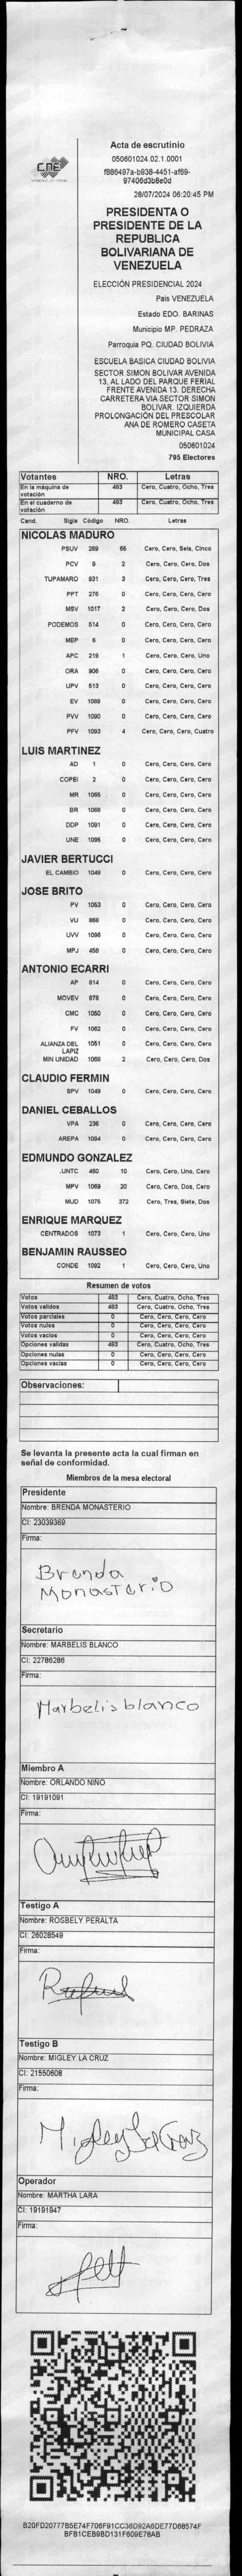 CNE
Acta de escrutinio
050601024.02.1.0001
f886497a-b938-4451-af69-
97406d3b8e0d
28/07/2024 06:20:45 PM
PRESIDENTA O
PRESIDENTE DE LA
REPUBLICA
BOLIVARIANA DE
VENEZUELA
ELECCIÓN PRESIDENCIAL 2024
Pais VENEZUELA
Estado EDO. BARINAS
Municipio MP. PEDRAZA
Parroquia PQ. CIUDAD BOLIVIA
ESCUELA BASICA CIUDAD BOLIVIA
SECTOR SIMON BOLIVAR AVENIDA
13, AL LADO DEL PARQUE FERIAL
FRENTE AVENIDA 13. DERECHA
CARRETERA VIA SECTOR SIMON
BOLIVAR. IZQUIERDA
PROLONGACIÓN DEL PRESCOLAR
ANA DE ROMERO CASETA
MUNICIPAL CASA
050601024
795 Electores
Votantes NRO. Letras
En la máquina de votación 483 Cero, Cuatro, Ocho, Tres
En el cuaderno de votación 483 Cero, Cuatro, Ocho, Tres
Cand. Sigla Código NRO. Letras
NICOLAS MADURO
PSUV 269 65 Cero, Cero, Seis, Cinco
PCV 9 2 Cero, Cero, Cero, Dos
TUPAMARO 931 3 Cero, Cero, Cero, Tres
PPT 276 0 Cero, Cero, Cero, Cero
MSV 1017 2 Cero, Cero, Cero, Dos
PODEMOS 514 0 Cero, Cero, Cero, Cero
MEP 6 0 Cero, Cero, Cero, Cero
APC 219 1 Cero, Cero, Cero, Uno
ORA 906 0 Cero, Cero, Cero, Cero
UPV 613 0 Cero, Cero, Cero, Cero
EV 1089 0 Cero, Cero, Cero, Cero
PVV 1090 0 Cero, Cero, Cero, Cero
PFV 1093 4 Cero, Cero, Cero, Cuatro
LUIS MARTINEZ
AD 1 0 Cero, Cero, Cero, Cero
COPEI 2 0 Cero, Cero, Cero, Cero
MR 1065 0 Cero, Cero, Cero, Cero
BR 1066 0 Cero, Cero, Cero, Cero
DDP 1091 0 Cero, Cero, Cero, Cero
UNE 1095 0 Cero, Cero, Cero, Cero
JAVIER BERTUCCI
EL CAMBIO 1048 0 Cero, Cero, Cero, Cero
JOSE BRITO
PV 1053 0 Cero, Cero, Cero, Cero
VU 868 0 Cero, Cero, Cero, Cero
UVV 1096 0 Cero, Cero, Cero, Cero
MPJ 458 0 Cero, Cero, Cero, Cero
ANTONIO ECARRI
AP 814 0 Cero, Cero, Cero, Cero
MOVEV 878 0 Cero, Cero, Cero, Cero
CMC 1050 0 Cero, Cero, Cero, Cero
FV 1062 0 Cero, Cero, Cero, Cero
ALIANZA DEL LAPIZ 1051 0 Cero, Cero, Cero, Cero
MIN UNIDAD 1068 2 Cero, Cero, Cero, Dos
CLAUDIO FERMIN
SPV 1049 0 Cero, Cero, Cero, Cero
DANIEL CEBALLOS
VPA 236 0 Cero, Cero, Cero, Cero
AREPA 1094 0 Cero, Cero, Cero, Cero
EDMUNDO GONZALEZ
.UNTC 460 10 Cero, Cero, Uno, Cero
MPV 1069 20 Cero, Cero, Dos, Cero
MUD 1075 372 Cero, Tres, Siete, Dos
ENRIQUE MARQUEZ
CENTRADOS 1073 1 Cero, Cero, Cero, Uno
BENJAMIN RAUSSEO
CONDE 1092 1 Cero, Cero, Cero, Uno
Resumen de votos
Votos 483 Cero, Cuatro, Ocho, Tres
Votos validos 483 Cero, Cuatro, Ocho, Tres
Votos parciales 0 Cero, Cero, Cero, Cero
Votos nulos 0 Cero, Cero, Cero, Cero
Votos vacios 0 Cero, Cero, Cero, Cero
Opciones validas 483 Cero, Cuatro, Ocho, Tres
Opciones nulas 0 Cero, Cero, Cero, Cero
Opciones vacias 0 Cero, Cero, Cero, Cero
Observaciones:
Se levanta la presente acta la cual firman en
señal de conformidad.
Miembros de la mesa electoral
Presidente
Nombre: BRENDA MONASTERIO
CI: 23039369
Firma:
Brenda
Monasterio
Secretario
Nombre: MARBELIS BLANCO
CI: 22786286
Firma:
Marbelis blanco
Miembro A
Nombre: ORLANDO NIÑO
CI: 19191091
Firma:
Testigo A
Nombre: ROSBELY PERALTA
CI: 26028549
Firma:
Testigo B
Nombre: MIGLEY LA CRUZ
CI: 21550608
Firma:
Migley La Cruz
Operador
Nombre: MARTHA LARA
CI: 19191947
Firma:
B20FD20777B5E74F706F91CC36D92A6DE77D68574F
BFB1CEB9BD131F609E78AB